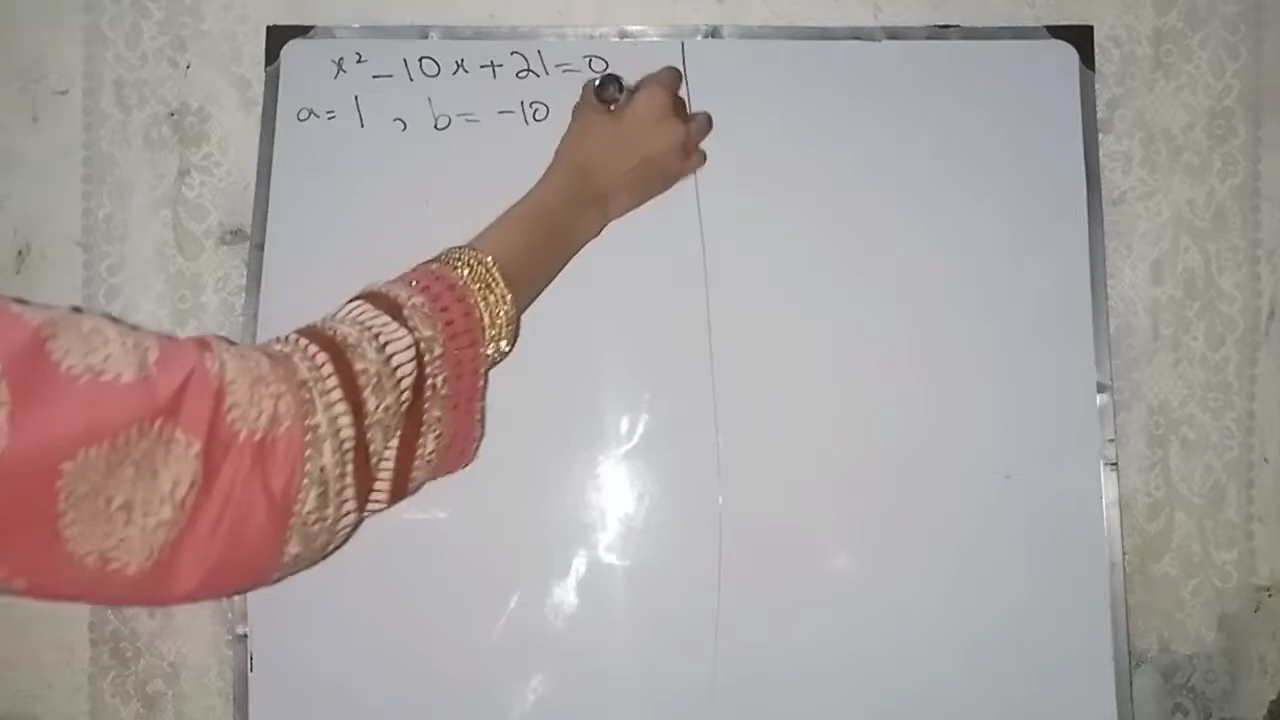 x² - 10x + 21 = 0
a = 1 , b = -10